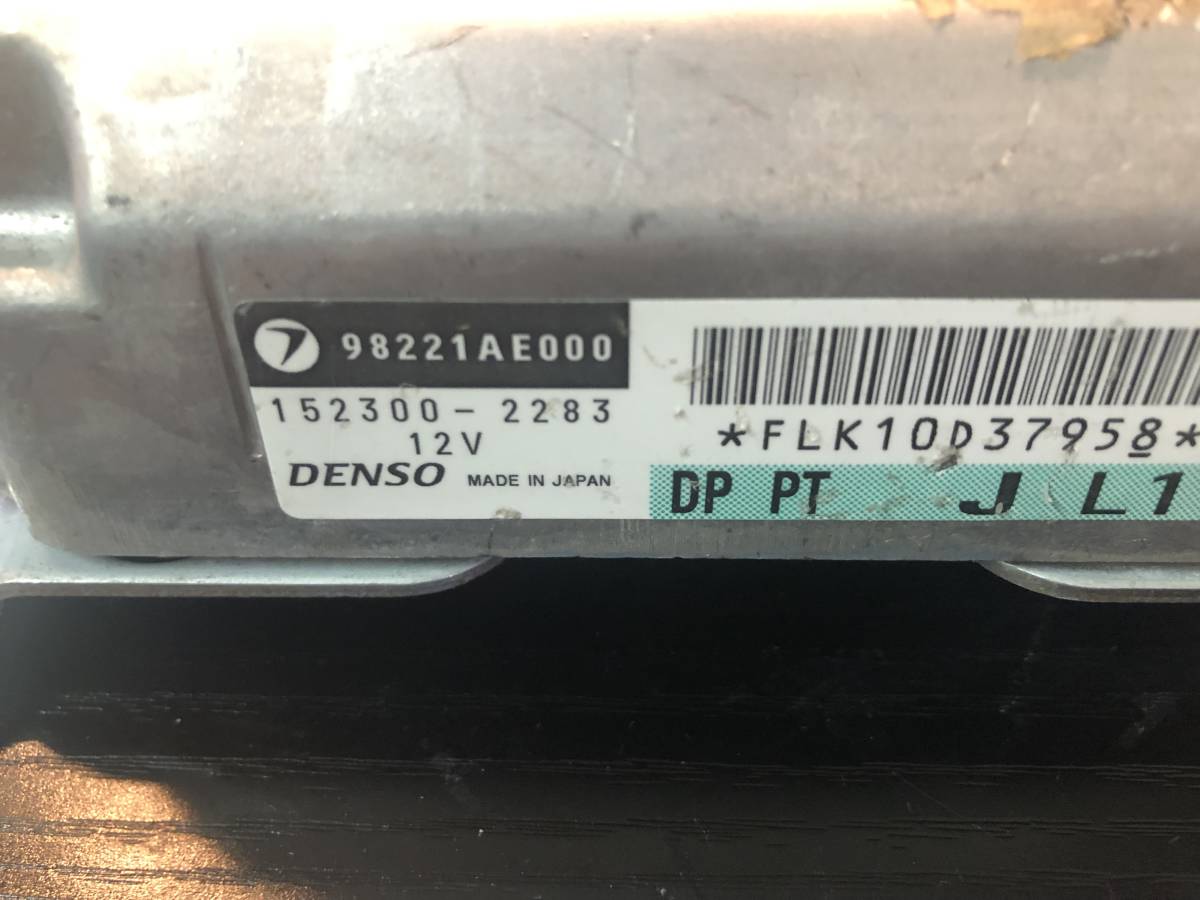 98221AE000
152300-2283
12V
DENSO MADE IN JAPAN
*FLK10D37958*
DP PT J L1